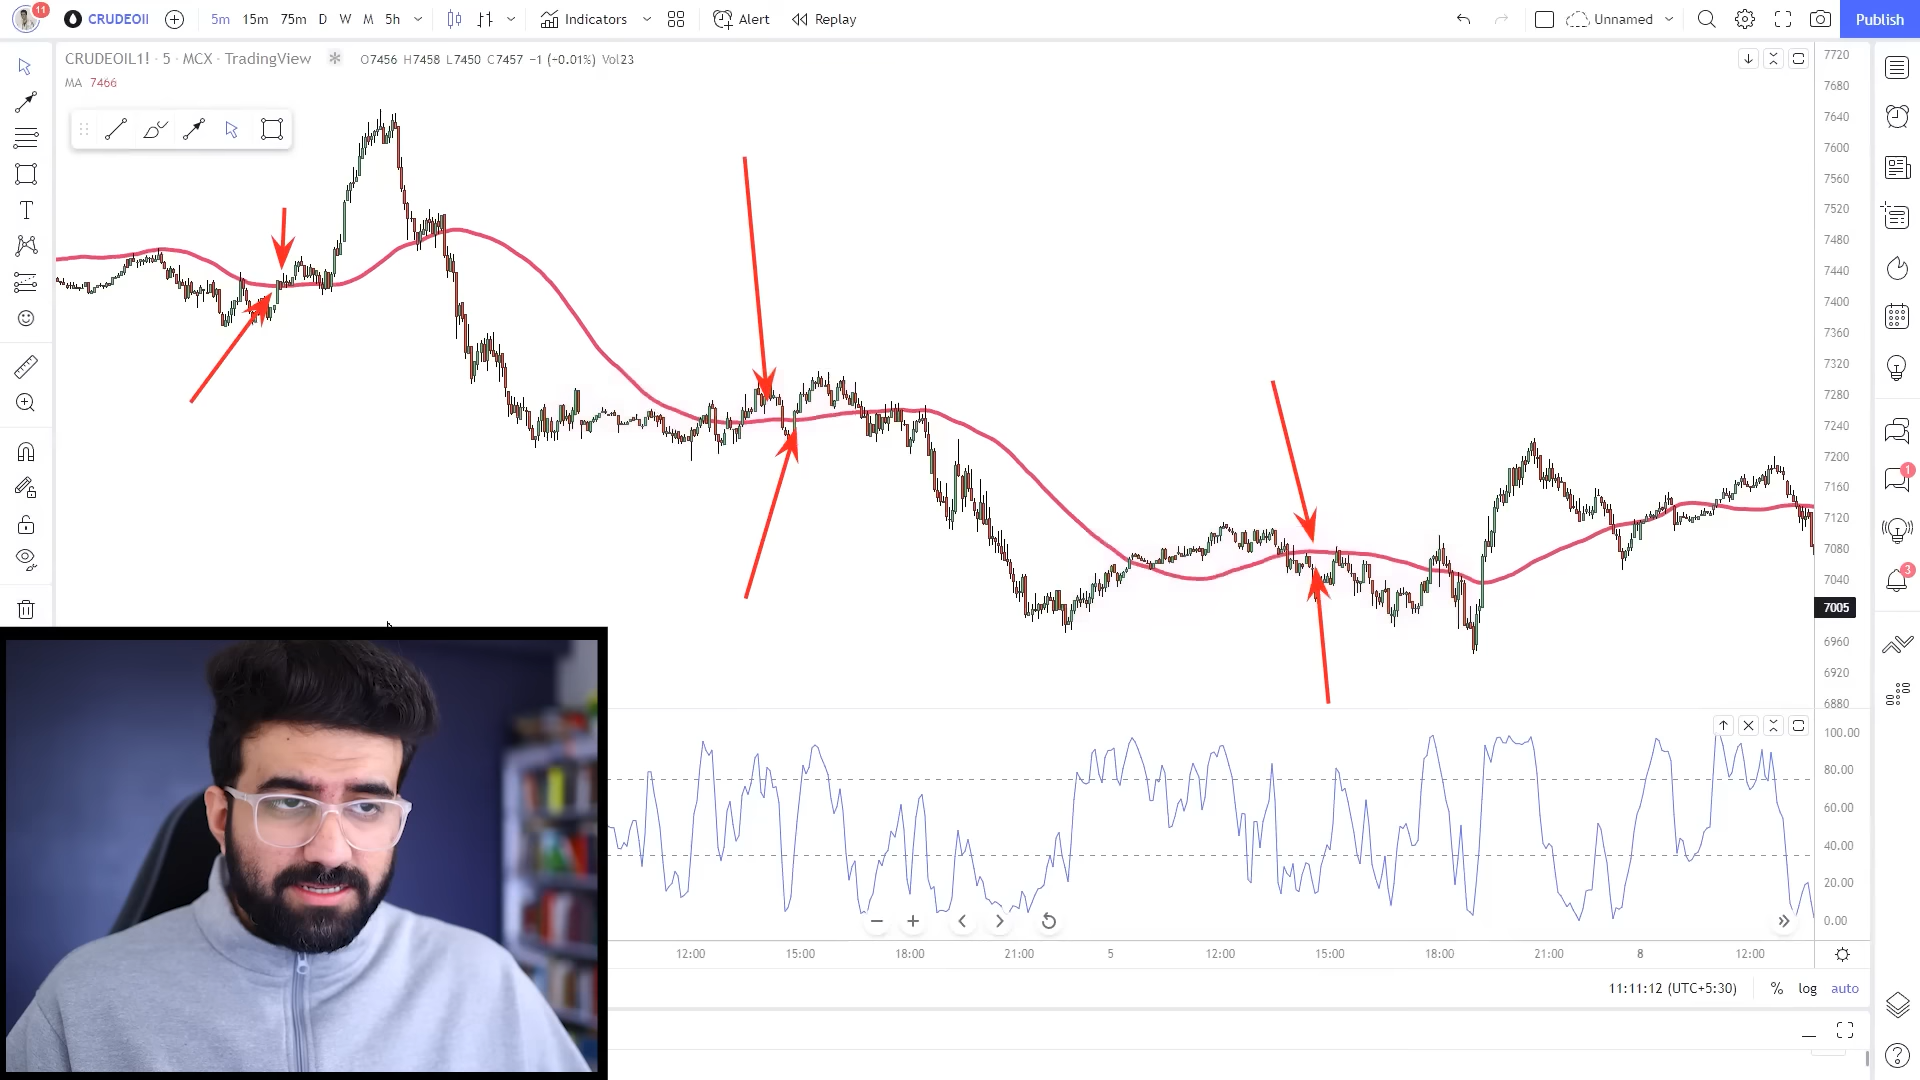 11
CRUDEOIl
5m 15m 75m D W M 5h
Indicators
Alert
Replay
Unnamed
Publish
CRUDEOIL1! · 5 · MCX · TradingView
O7456 H7458 L7450 C7457 −1 (−0.01%) Vol23
MA 7466
T
7720
7680
7640
7600
7560
7520
7480
7440
7400
7360
7320
7280
7240
7200
7160
7120
7080
7040
7005
6960
6920
6880
1
3
100.00
80.00
60.00
40.00
20.00
0.00
12:00 15:00 18:00 21:00 5 12:00 15:00 18:00 21:00 8 12:00
11:11:12 (UTC+5:30) % log auto